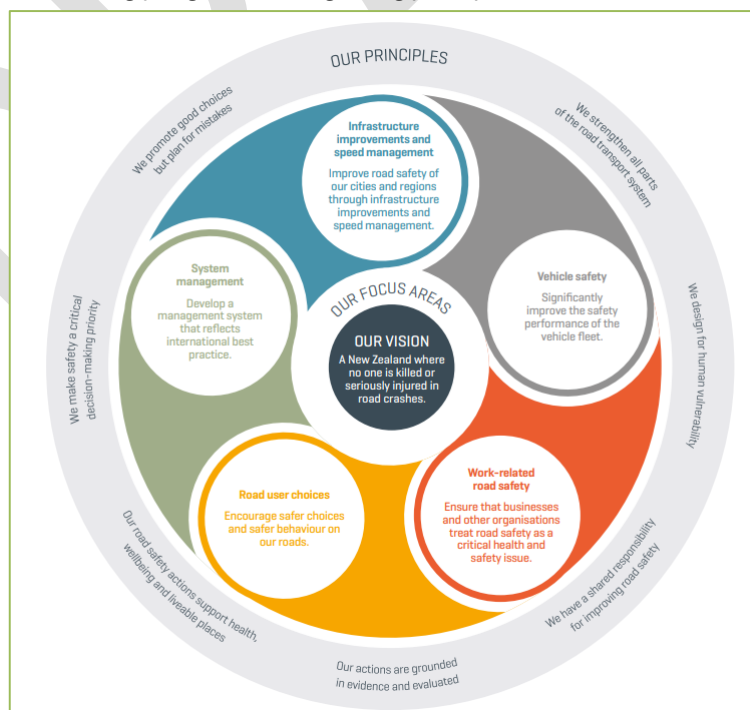 OUR PRINCIPLES
We promote good choices
but plan for mistakes
We strengthen all parts
of the road transport system
Infrastructure
improvements and
speed management
Improve road safety of
our cities and regions
through infrastructure
improvements and
speed management.
System
management
Develop a
management system
that reflects
international best
practice.
Vehicle safety
Significantly
improve the safety
performance of the
vehicle fleet.
OUR FOCUS AREAS
OUR VISION
A New Zealand where
no one is killed or
seriously injured in
road crashes.
We make safety a critical
decision-making priority
We design for human
vulnerability
Road user choices
Encourage safer choices
and safer behaviour on
our roads.
Work-related
road safety
Ensure that businesses
and other organisations
treat road safety as a
critical health and
safety issue.
Our road safety actions support health,
wellbeing and liveable places
We have a shared responsibility
for improving road safety
Our actions are grounded
in evidence and evaluated